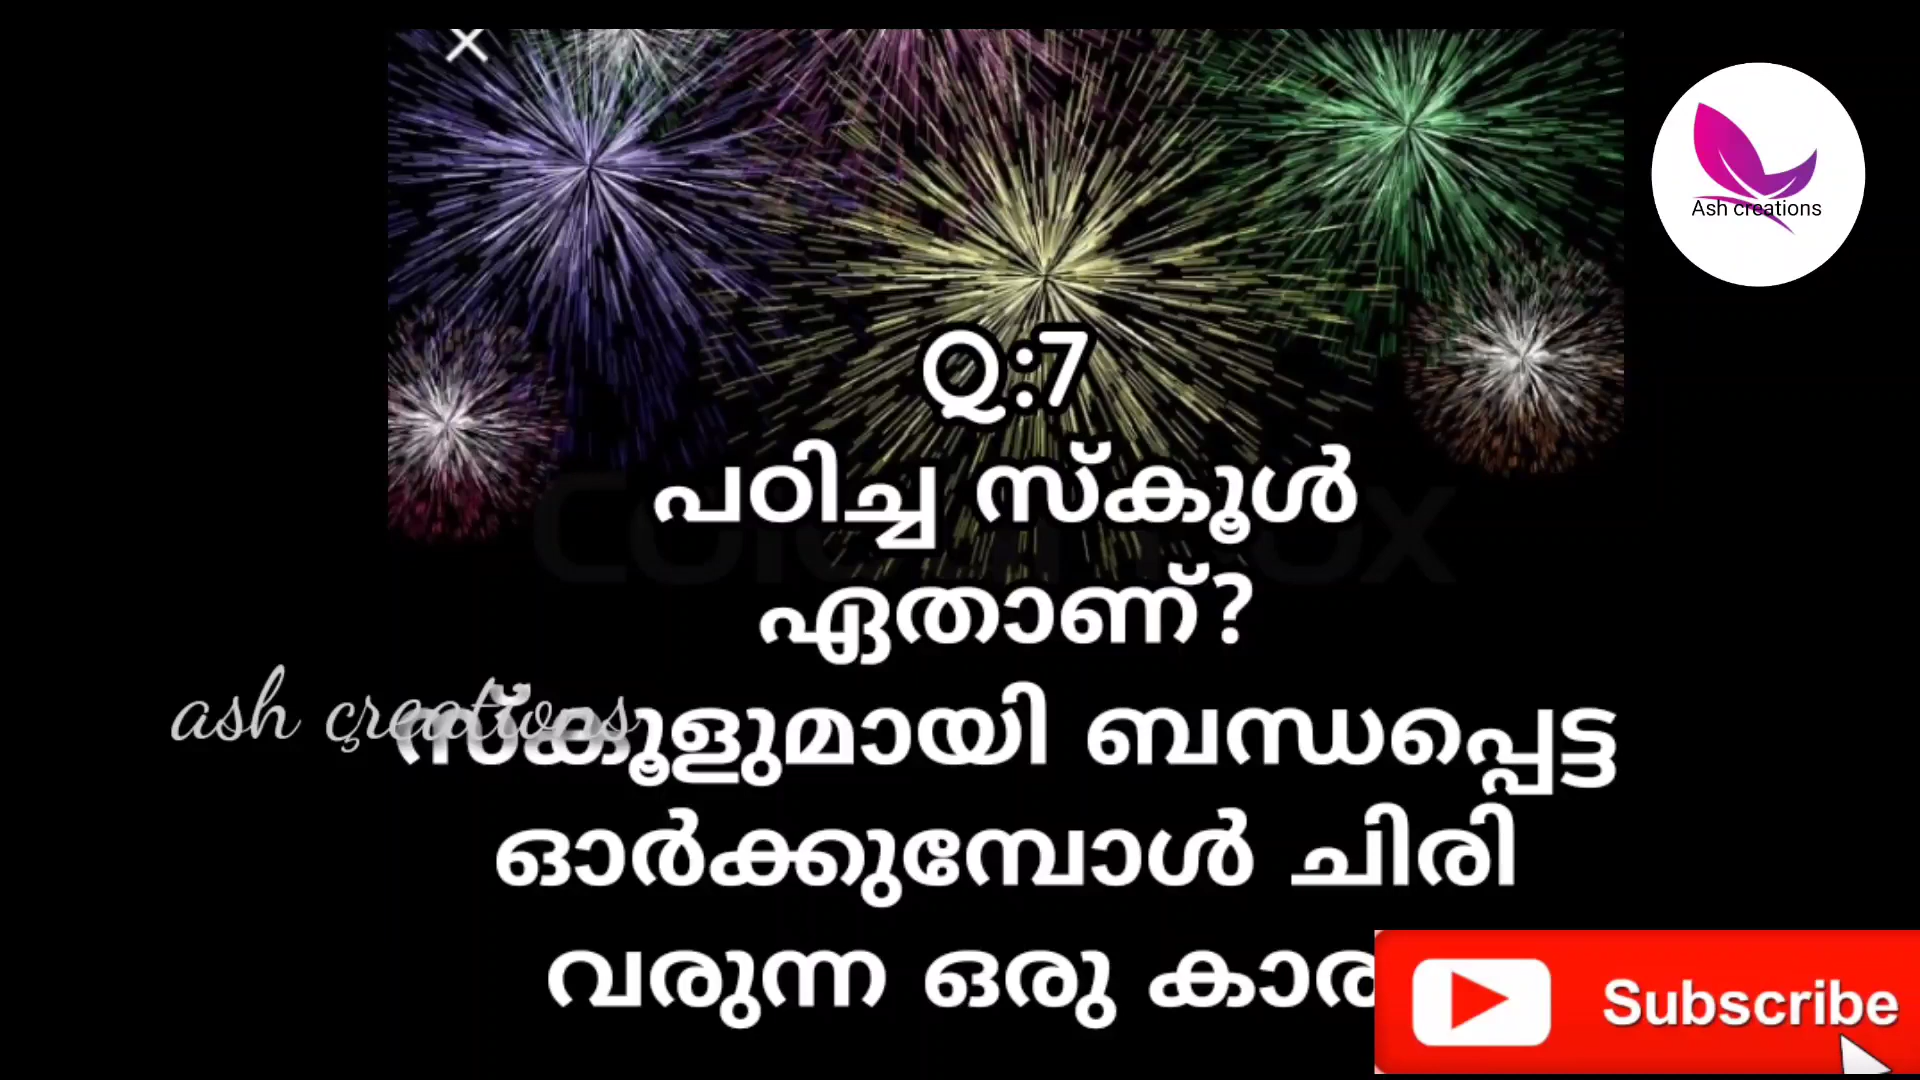 Ash creations
Q:7
പഠിച്ച സ്കൂൾ
ഏതാണ്?
ash creations
സ്കൂളുമായി ബന്ധപ്പെട്ട
ഓർക്കുമ്പോൾ ചിരി
വരുന്ന ഒരു
Subscribe